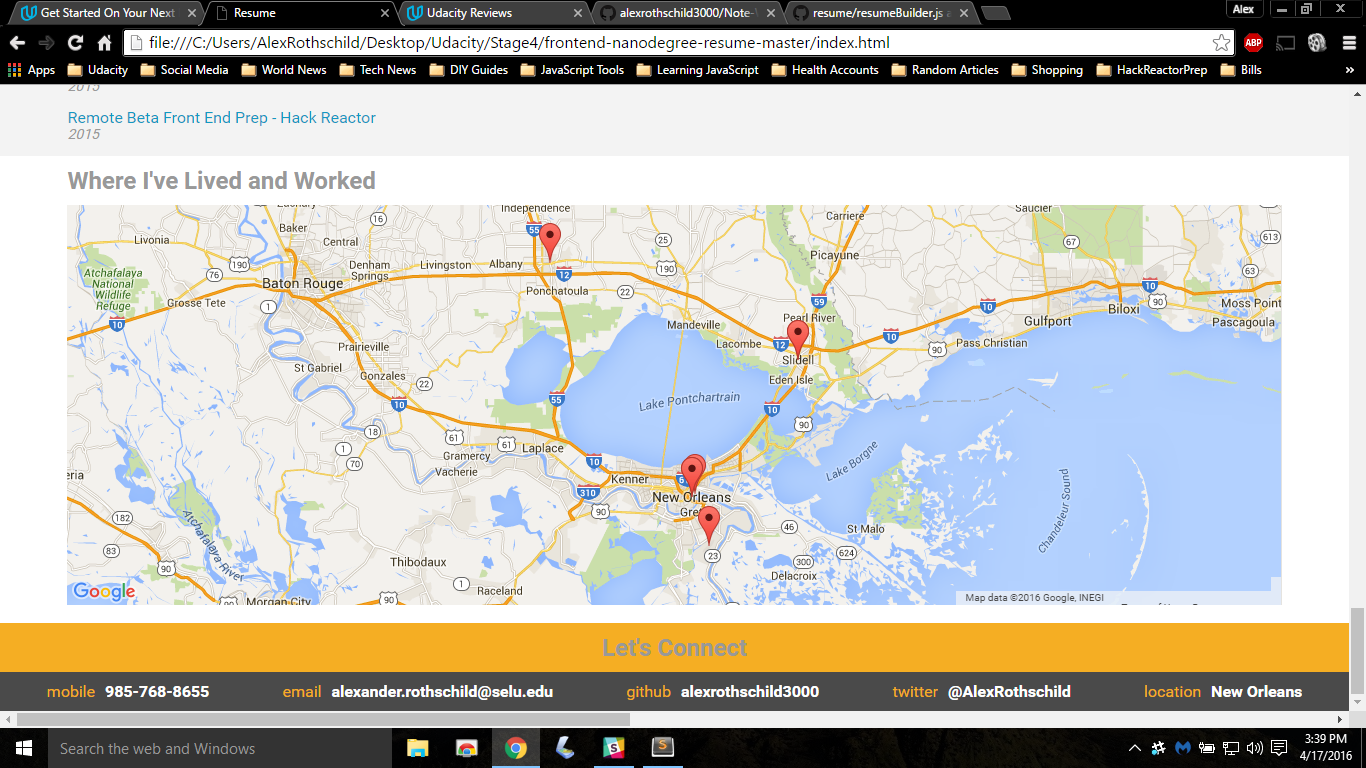 Get Started On Your Next
Resume
Udacity Reviews
alexrothschild3000/Note-
resume/resumeBuilder.js a
Alex
file:///C:/Users/AlexRothschild/Desktop/Udacity/Stage4/frontend-nanodegree-resume-master/index.html
ABP
Apps Udacity Social Media World News Tech News DIY Guides JavaScript Tools Learning JavaScript Health Accounts Random Articles Shopping HackReactorPrep Bills »
2015
Remote Beta Front End Prep - Hack Reactor
2015
Where I've Lived and Worked
Independence
Carriere
Saucier
Zachary
16
Baker
55
Livonia
Central
25
67
613
Picayune
190
Denham
Springs
Livingston
Albany
190
Atchafalaya
National
Wildlife
Refuge
76
12
63
Baton Rouge
Ponchatoula
22
10
90
Grosse Tete
1
59
10
Biloxi
Moss Point
10
Mandeville
Pearl River
Gulfport
Pascagoula
Lacombe
12
10
Pass Christian
90
Prairieville
Slidell
St Gabriel
Gonzales
22
Eden Isle
10
55
Lake Pontchartrain
10
90
18
61
61
Laplace
1
Gramercy
70
Vacherie
10
Kenner
Lake Borgne
Chandeleur Sound
310
New Orleans
90
182
Atchafalaya River
46
St Malo
83
23
624
90
Thibodaux
300
1
Raceland
Delacroix
90
90
Morgan City
Google
Map data ©2016 Google, INEGI
Let's Connect
mobile 985-768-8655 email alexander.rothschild@selu.edu github alexrothschild3000 twitter @AlexRothschild location New Orleans
Search the web and Windows
3:39 PM
4/17/2016